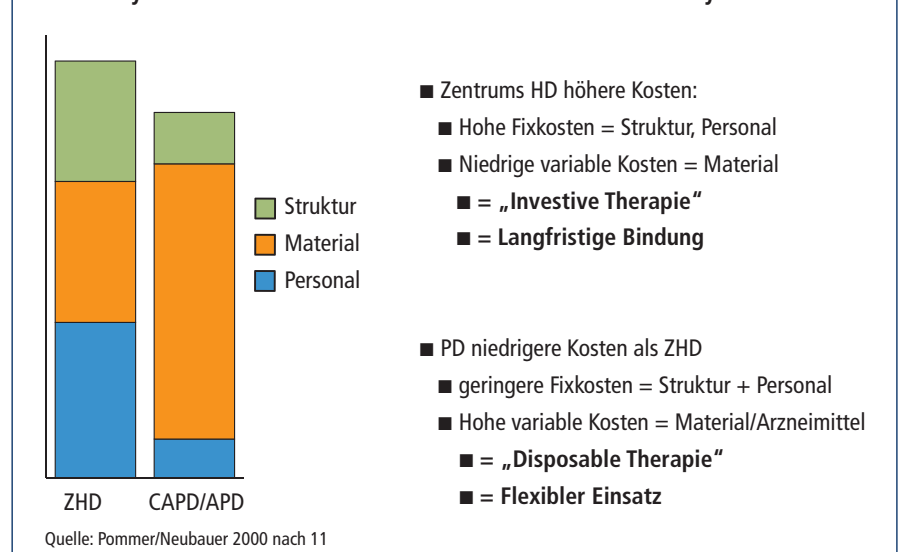 ■ Zentrums HD höhere Kosten:
■ Hohe Fixkosten = Struktur, Personal
■ Niedrige variable Kosten = Material
■ = „Investive Therapie“
■ = Langfristige Bindung
Struktur
Material
Personal
■ PD niedrigere Kosten als ZHD
■ geringere Fixkosten = Struktur + Personal
■ Hohe variable Kosten = Material/Arzneimittel
■ = „Disposable Therapie“
■ = Flexibler Einsatz
ZHD CAPD/APD
Quelle: Pommer/Neubauer 2000 nach 11